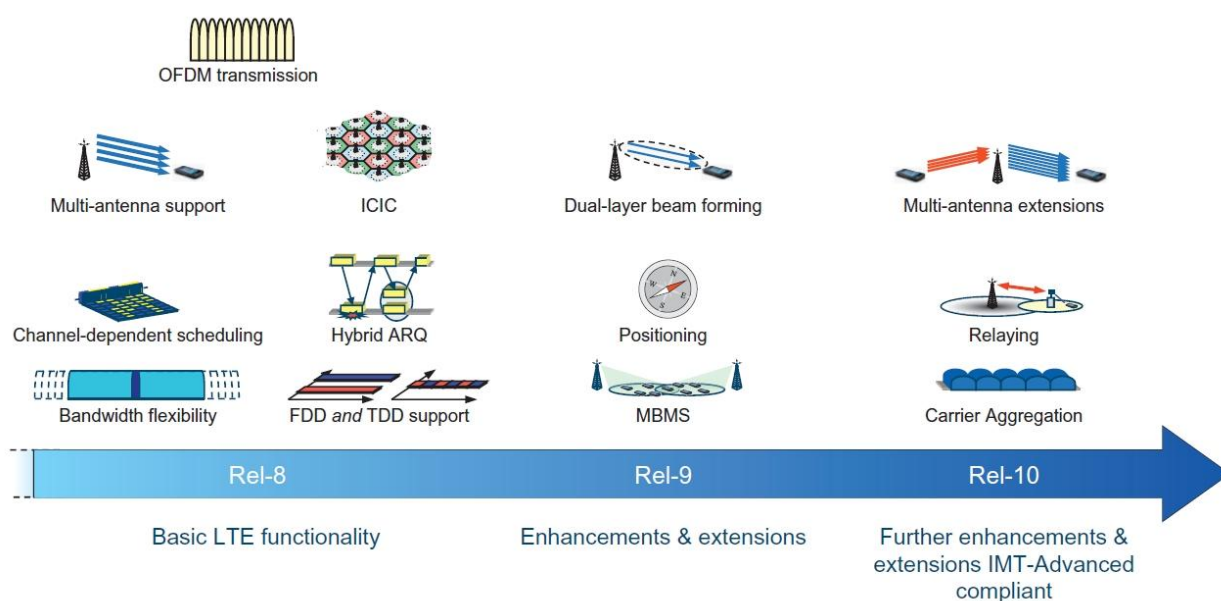 OFDM transmission
Multi-antenna support
ICIC
Dual-layer beam forming
Multi-antenna extensions
N
W
E
S
Channel-dependent scheduling
Hybrid ARQ
Positioning
Relaying
Bandwidth flexibility
FDD and TDD support
MBMS
Carrier Aggregation
Rel-8
Rel-9
Rel-10
Basic LTE functionality
Enhancements & extensions
Further enhancements &
extensions IMT-Advanced
compliant